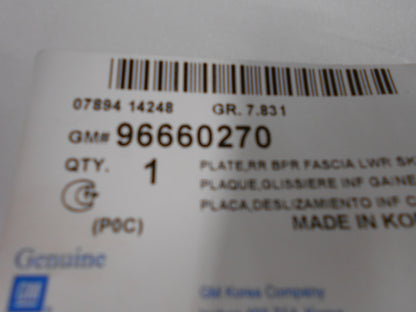 07894 14248 GR. 7.831
GM# 96660270
QTY. 1 PLATE,RR BPR FASCIA LWR SK
PLAQUE,GLISSIERE INF GAINE
PLACA,DESLIZAMIENTO INF C
(P0C) MADE IN KO
Genuine
GM GM Korea Company